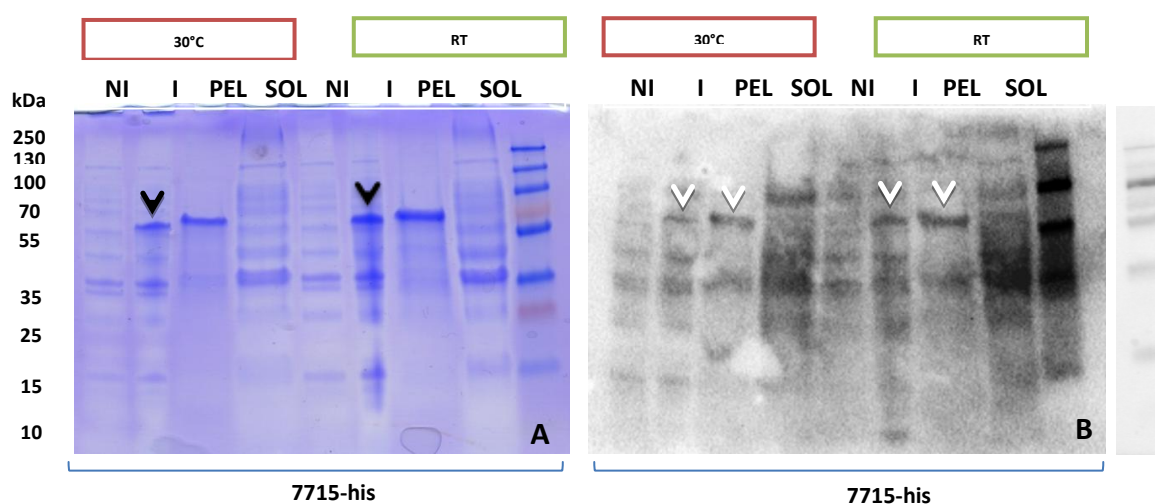 30°C RT 30°C RT
NI I PEL SOL NI I PEL SOL NI I PEL SOL NI I PEL SOL
kDa
250
130
100
70
55
35
25
15
10
A B
7715-his 7715-his